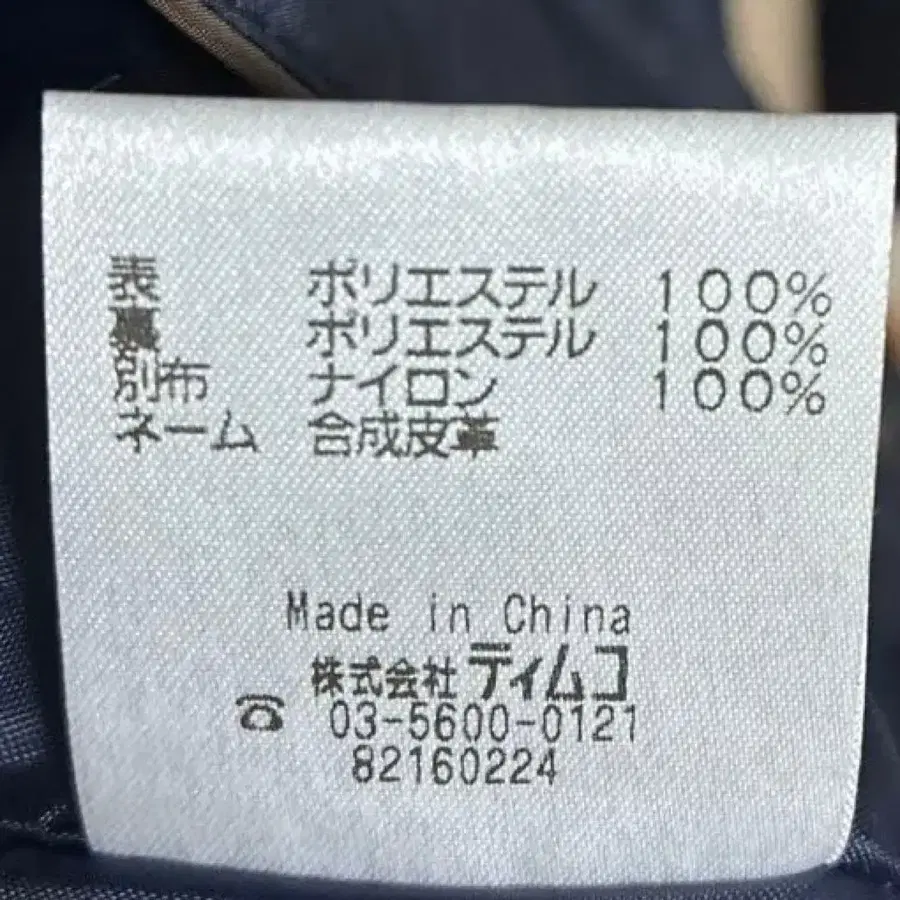 表 ポリエステル 100%
裏 ポリエステル 100%
別布 ナイロン 100%
ネーム 合成皮革
Made in China
株式会社 ティムコ
☎ 03-5600-0121
82160224